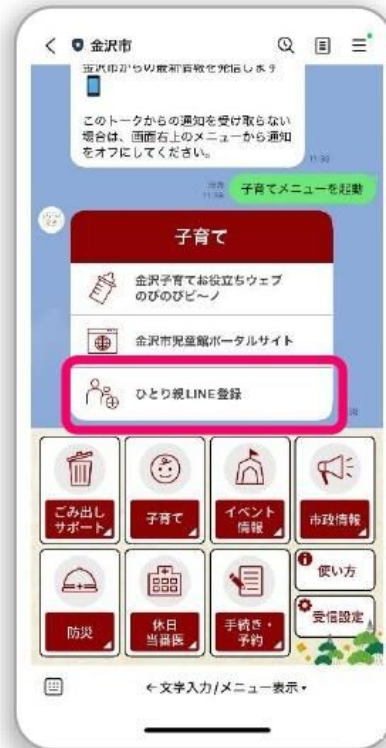 金沢市
金沢市からの最新情報を発信します
このトークからの通知を受け取らない
場合は、画面右上のメニューから通知
をオフにしてください。
子育てメニューを起動
子育て
金沢子育てお役立ちウェブ
のびのびビ〜ノ
金沢市児童館ポータルサイト
ひとり親LINE登録
ごみ出し
サポート
子育て
イベント
情報
市政情報
防災
休日
当番医
手続き・
予約
使い方
受信設定
←文字入力/メニュー表示▾